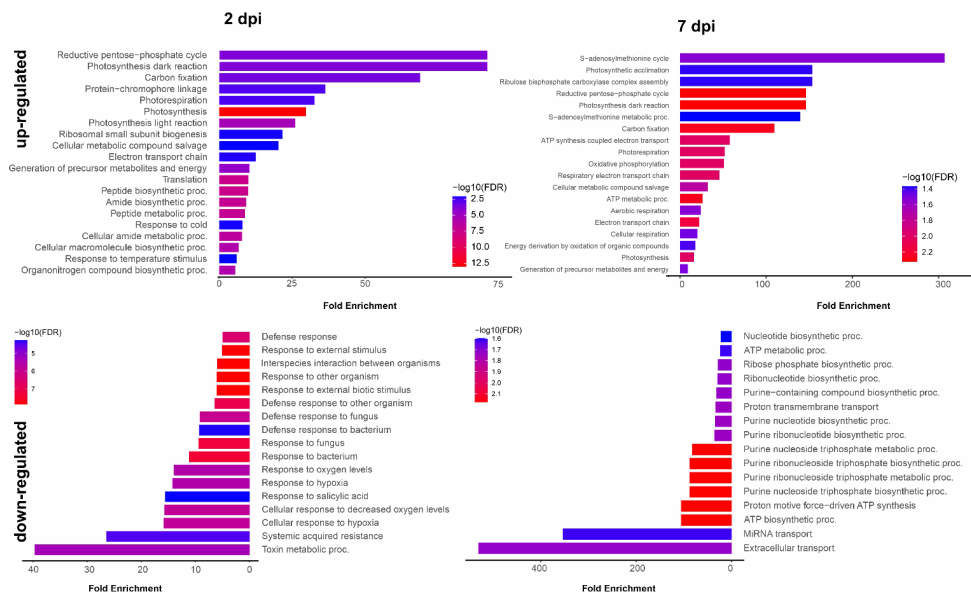 2 dpi
7 dpi
up-regulated
Reductive pentose−phosphate cycle
Photosynthesis dark reaction
Carbon fixation
Protein−chromophore linkage
Photorespiration
Photosynthesis
Photosynthesis light reaction
Ribosomal small subunit biogenesis
Cellular metabolic compound salvage
Electron transport chain
Generation of precursor metabolites and energy
Translation
Peptide biosynthetic proc.
Amide biosynthetic proc.
Peptide metabolic proc.
Response to cold
Cellular amide metabolic proc.
Cellular macromolecule biosynthetic proc.
Response to temperature stimulus
Organonitrogen compound biosynthetic proc.
−log10(FDR)
2.5
5.0
7.5
10.0
12.5
0 25 50 75
Fold Enrichment
S−adenosylmethionine cycle
Photosynthetic acclimation
Ribulose bisphosphate carboxylase complex assembly
Reductive pentose−phosphate cycle
Photosynthesis dark reaction
S−adenosylmethionine metabolic proc.
Carbon fixation
ATP synthesis coupled electron transport
Photorespiration
Oxidative phosphorylation
Respiratory electron transport chain
Cellular metabolic compound salvage
ATP metabolic proc.
Aerobic respiration
Electron transport chain
Cellular respiration
Energy derivation by oxidation of organic compounds
Photosynthesis
Generation of precursor metabolites and energy
−log10(FDR)
1.4
1.6
1.8
2.0
2.2
0 100 200 300
Fold Enrichment
down-regulated
−log10(FDR)
5
6
7
Defense response
Response to external stimulus
Interspecies interaction between organisms
Response to other organism
Response to external biotic stimulus
Defense response to other organism
Defense response to fungus
Defense response to bacterium
Response to fungus
Response to bacterium
Response to oxygen levels
Response to hypoxia
Response to salicylic acid
Cellular response to decreased oxygen levels
Cellular response to hypoxia
Systemic acquired resistance
Toxin metabolic proc.
40 30 20 10 0
Fold Enrichment
−log10(FDR)
1.6
1.7
1.8
1.9
2.0
2.1
Nucleotide biosynthetic proc.
ATP metabolic proc.
Ribose phosphate biosynthetic proc.
Ribonucleotide biosynthetic proc.
Purine−containing compound biosynthetic proc.
Proton transmembrane transport
Purine nucleotide biosynthetic proc.
Purine ribonucleotide biosynthetic proc.
Purine nucleoside triphosphate metabolic proc.
Purine ribonucleoside triphosphate biosynthetic proc.
Purine ribonucleoside triphosphate metabolic proc.
Purine nucleoside triphosphate biosynthetic proc.
Proton motive force−driven ATP synthesis
ATP biosynthetic proc.
MiRNA transport
Extracellular transport
400 200 0
Fold Enrichment